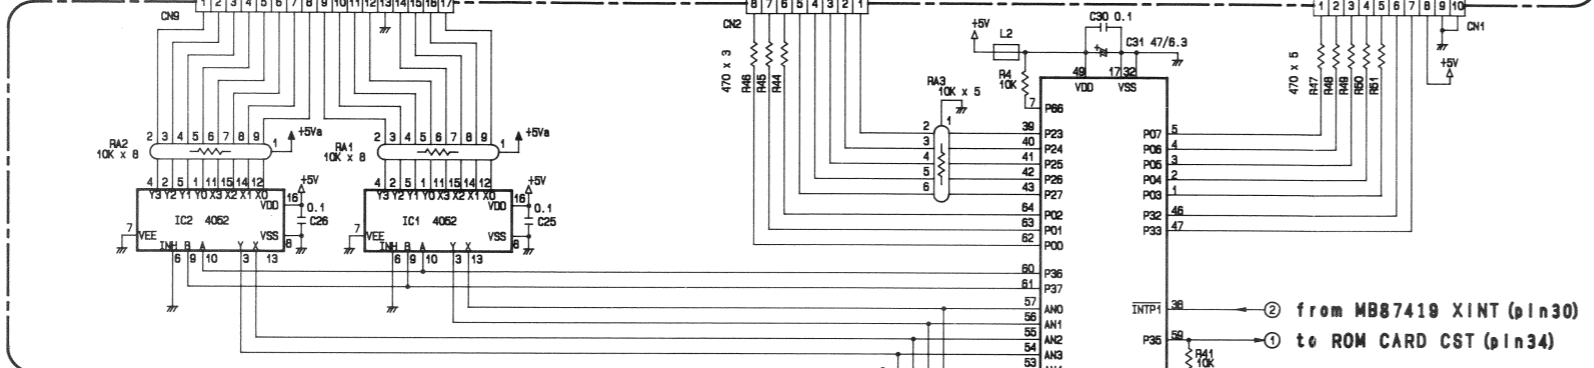 1 2 3 4 5 6 7 8 9 10 11 12 13 14 15 16 17
CN9
8 7 6 5 4 3 2 1
CN2
1 2 3 4 5 6 7 8 9 10
CN1
+5V
L2
C30 0.1
C31 47/6.3
+5V
470 x 3
R46
R45
R44
RA3
10K x 5
R4
10K
49
17 32
VDD
VSS
470 x 5
R47
R48
R49
R50
R51
7
P66
1
RA2
10K x 8
2 3 4 5 6 7 8 9
1
+5Va
RA1
10K x 8
2 3 4 5 6 7 8 9
1
+5Va
2
3
4
5
6
39
P23
40
P24
41
P25
42
P26
43
P27
64
P02
63
P01
62
P00
P07
5
P06
4
P05
3
P04
2
P03
1
P32
46
P33
47
4 2 5 1 11 15 14 12
Y3 Y2 Y1 Y0 X3 X2 X1 X0
+5V
16
VDD
0.1
C26
IC2 4052
7
VEE
VSS
8
INH B A Y X
6 9 10 3 13
4 2 5 1 11 15 14 12
Y3 Y2 Y1 Y0 X3 X2 X1 X0
+5V
16
VDD
0.1
C25
IC1 4052
7
VEE
VSS
8
INH B A Y X
6 9 10 3 13
60
P36
61
P37
57
AN0
56
AN1
55
AN2
54
AN3
53
INTP1
38
② from MB87419 XINT (pin30)
P35
59
① to ROM CARD CST (pin34)
R41
10K